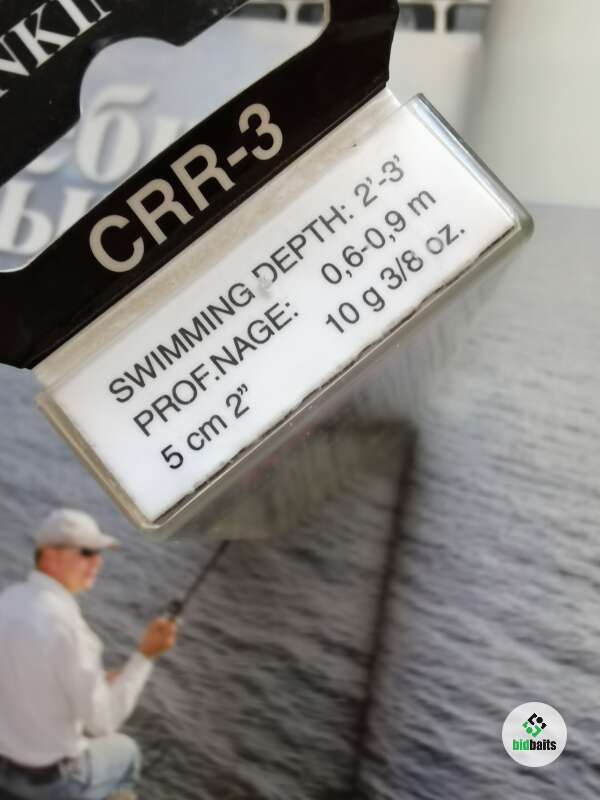 CRR-3
SWIMMING DEPTH: 2'-3'
PROF.NAGE: 0,6-0,9 m
5 cm 2" 10 g 3/8 oz.
bidbaits